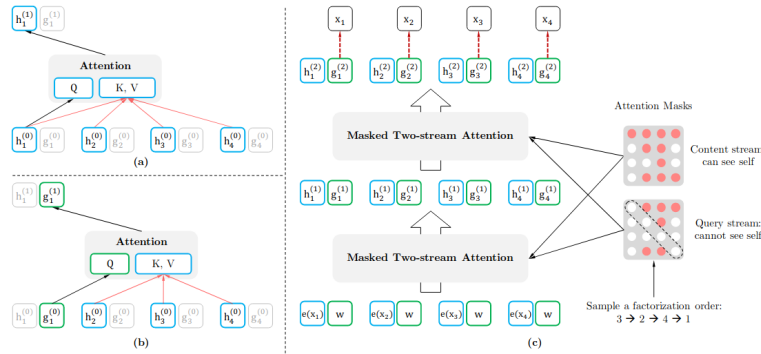 h₁⁽¹⁾ g₁⁽¹⁾
Attention
Q K, V
h₁⁽⁰⁾ g₁⁽⁰⁾ h₂⁽⁰⁾ g₂⁽⁰⁾ h₃⁽⁰⁾ g₃⁽⁰⁾ h₄⁽⁰⁾ g₄⁽⁰⁾
(a)
h₁⁽¹⁾ g₁⁽¹⁾
Attention
Q K, V
h₁⁽⁰⁾ g₁⁽⁰⁾ h₂⁽⁰⁾ g₂⁽⁰⁾ h₃⁽⁰⁾ g₃⁽⁰⁾ h₄⁽⁰⁾ g₄⁽⁰⁾
(b)
x₁ x₂ x₃ x₄
h₁⁽²⁾ g₁⁽²⁾ h₂⁽²⁾ g₂⁽²⁾ h₃⁽²⁾ g₃⁽²⁾ h₄⁽²⁾ g₄⁽²⁾
Masked Two-stream Attention
h₁⁽¹⁾ g₁⁽¹⁾ h₂⁽¹⁾ g₂⁽¹⁾ h₃⁽¹⁾ g₃⁽¹⁾ h₄⁽¹⁾ g₄⁽¹⁾
Masked Two-stream Attention
e(x₁) w e(x₂) w e(x₃) w e(x₄) w
(c)
Attention Masks
Content stream:
can see self
Query stream:
cannot see self
Sample a factorization order:
3 → 2 → 4 → 1